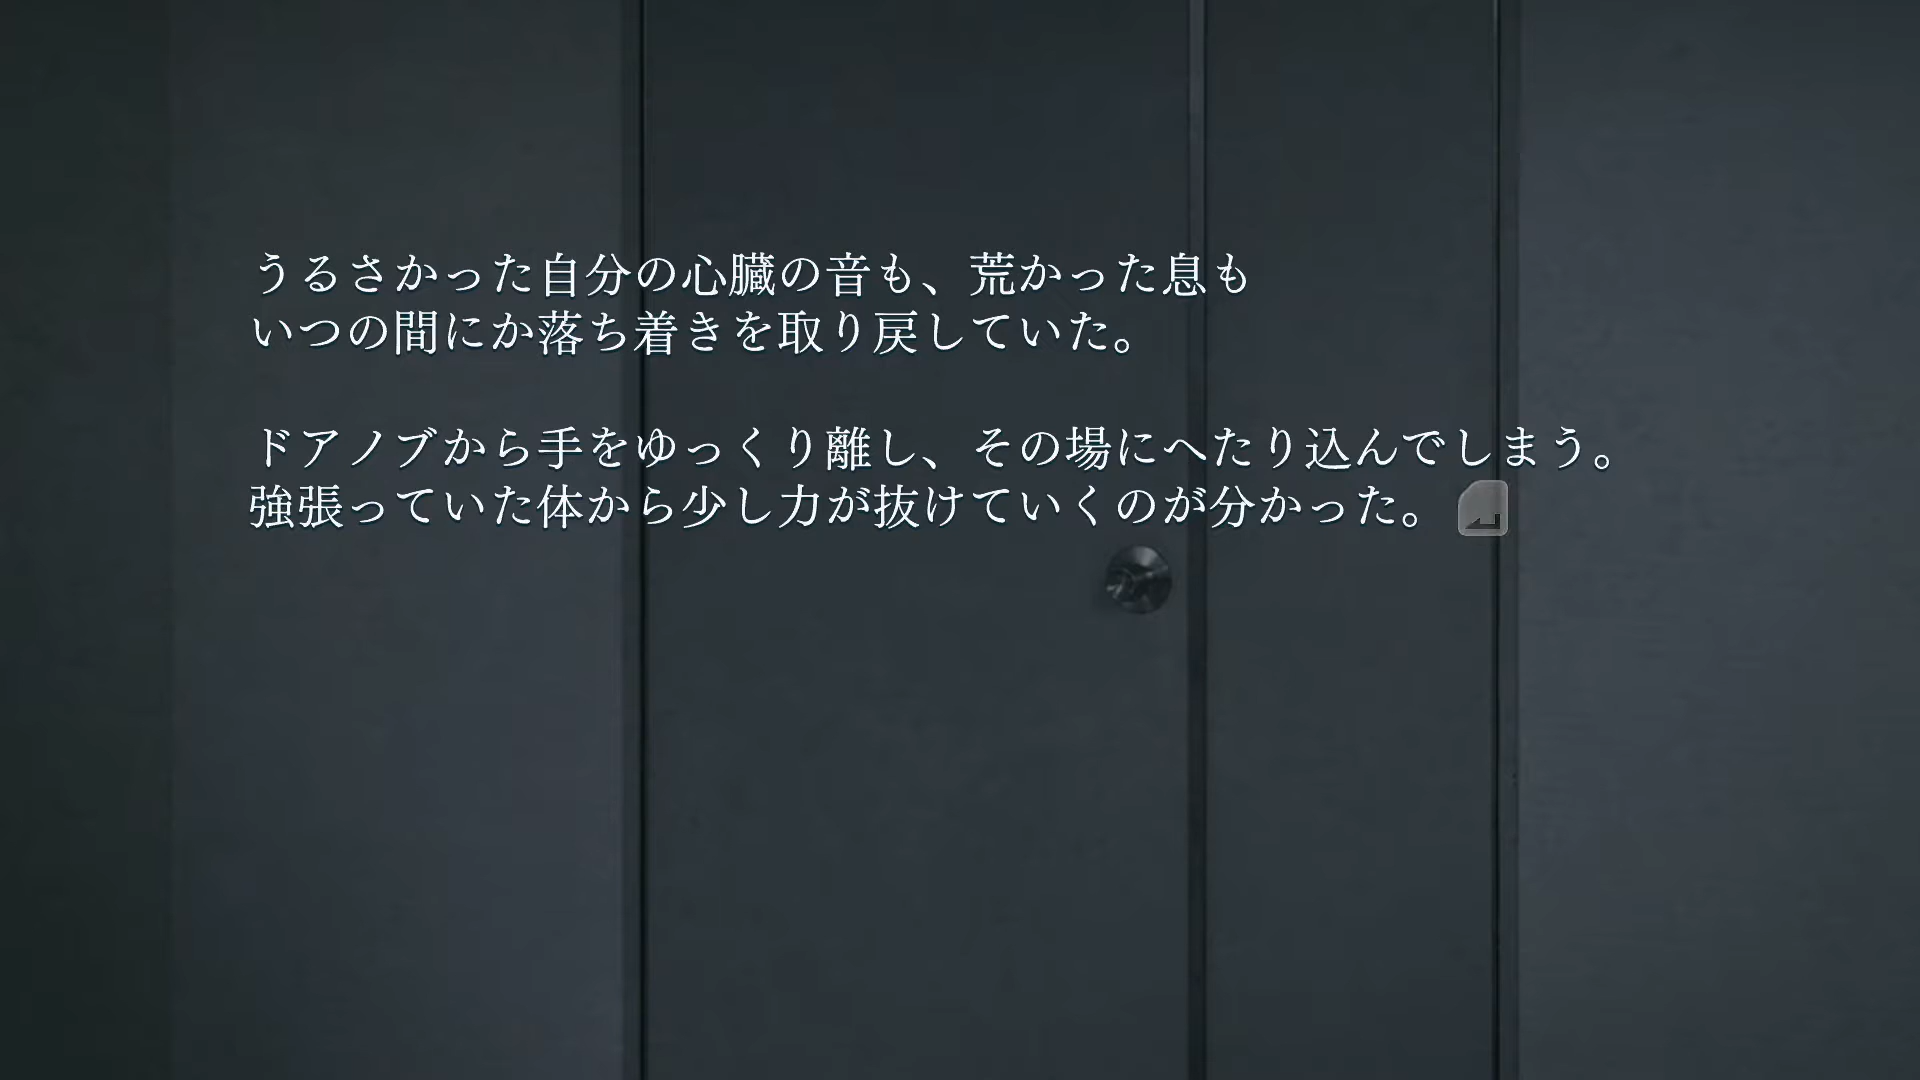 うるさかった自分の心臓の音も、荒かった息も
いつの間にか落ち着きを取り戻していた。
ドアノブから手をゆっくり離し、その場にへたり込んでしまう。
強張っていた体から少し力が抜けていくのが分かった。